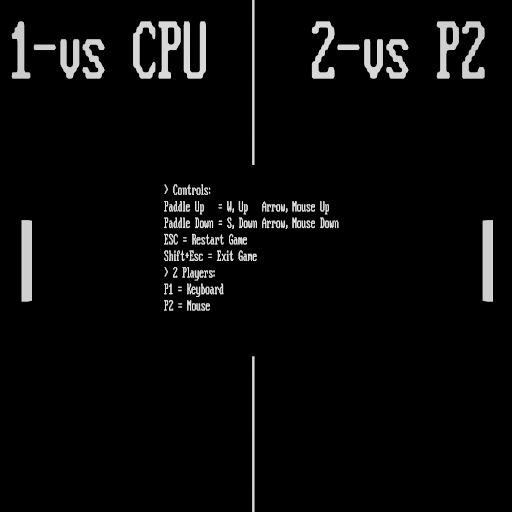 1-vs CPU
2-vs P2
> Controls:
Paddle Up = W, Up Arrow, Mouse Up
Paddle Down = S, Down Arrow, Mouse Down
ESC = Restart Game
Shift+Esc = Exit Game
> 2 Players:
P1 = Keyboard
P2 = Mouse